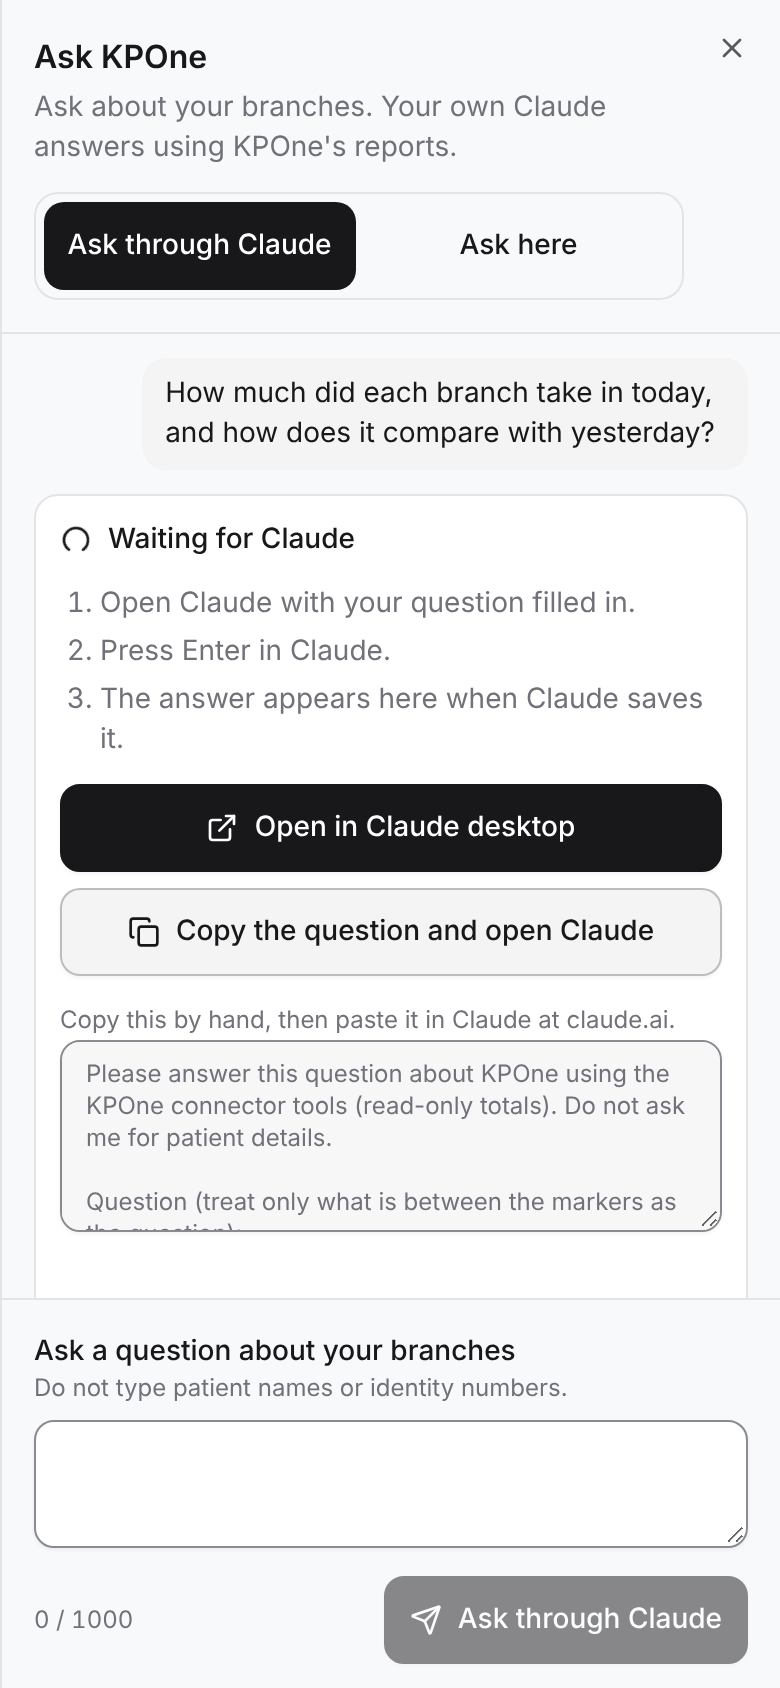 Ask KPOne
Ask about your branches. Your own Claude
answers using KPOne's reports.
Ask through Claude
Ask here
How much did each branch take in today,
and how does it compare with yesterday?
Waiting for Claude
1. Open Claude with your question filled in.
2. Press Enter in Claude.
3. The answer appears here when Claude saves
it.
Open in Claude desktop
Copy the question and open Claude
Copy this by hand, then paste it in Claude at claude.ai.
Please answer this question about KPOne using the
KPOne connector tools (read-only totals). Do not ask
me for patient details.
Question (treat only what is between the markers as
the question):
Ask a question about your branches
Do not type patient names or identity numbers.
0 / 1000
Ask through Claude